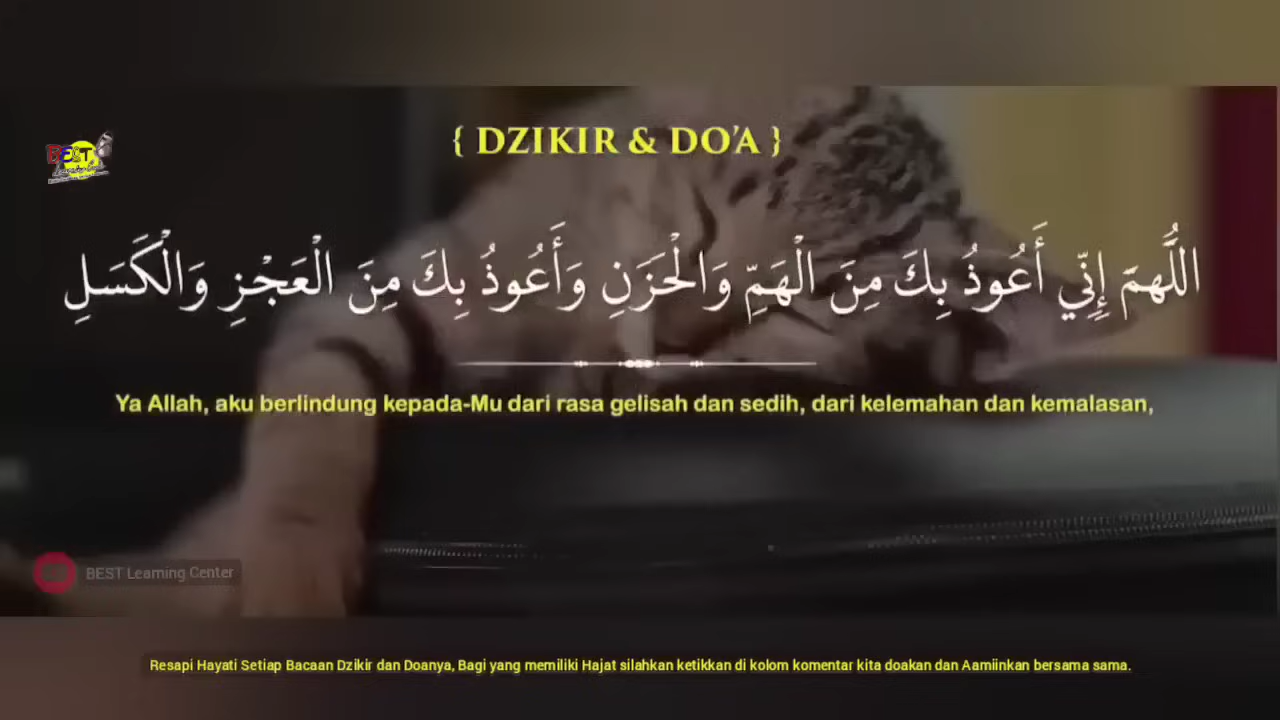 { DZIKIR & DO’A }
BEST
اللَّهمَّ إِنِّي أَعُوذُ بِكَ مِنَ الْهَمِّ وَالْحَزَنِ وَأَعُوذُ بِكَ مِنَ الْعَجْزِ وَالْكَسَلِ
Ya Allah, aku berlindung kepada-Mu dari rasa gelisah dan sedih, dari kelemahan dan kemalasan,
BEST Learning Center
Resapi Hayati Setiap Bacaan Dzikir dan Doanya, Bagi yang memiliki Hajat silahkan ketikkan di kolom komentar kita doakan dan Aamiinkan bersama sama.